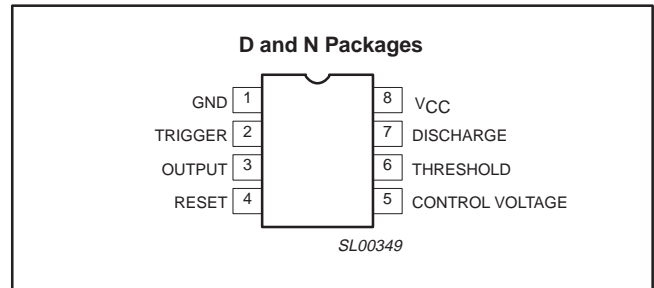 D and N Packages
GND 1 8 VCC
TRIGGER 2 7 DISCHARGE
OUTPUT 3 6 THRESHOLD
RESET 4 5 CONTROL VOLTAGE
SL00349